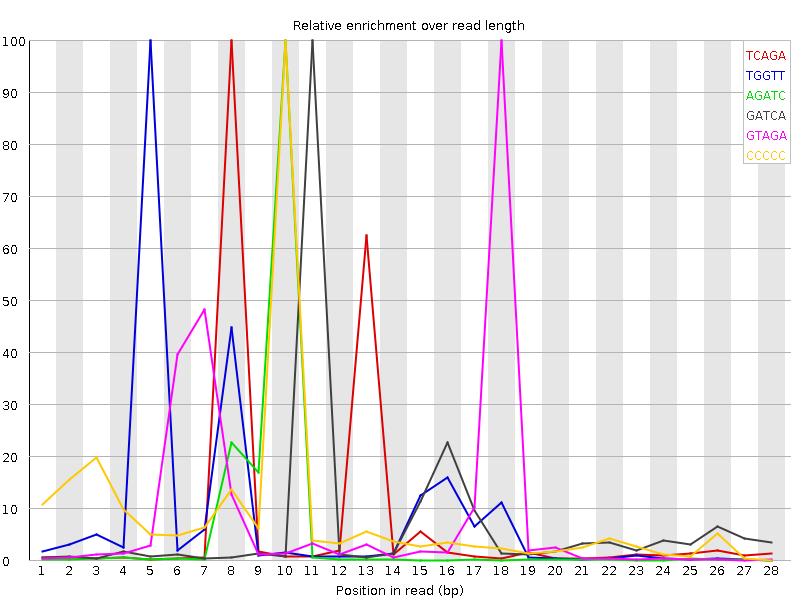 Relative enrichment over read length
100
90
80
70
60
50
40
30
20
10
0
TCAGA
TGGTT
AGATC
GATCA
GTAGA
CCCCC
1 2 3 4 5 6 7 8 9 10 11 12 13 14 15 16 17 18 19 20 21 22 23 24 25 26 27 28
Position in read (bp)